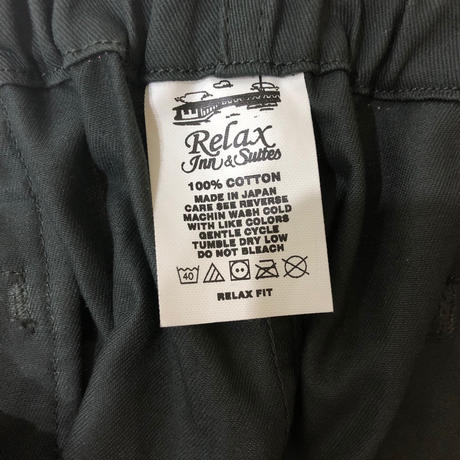 Relax
Inn & Suites
100% COTTON
MADE IN JAPAN
CARE SEE REVERSE
MACHIN WASH COLD
WITH LIKE COLORS
QENTLE CYCLE
TUMBLE DRY LOW
DO NOT BLEACH
40
RELAX FIT